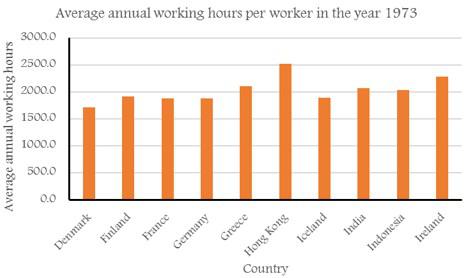 Average annual working hours per worker in the year 1973
Average annual working hours
3000.0
2500.0
2000.0
1500.0
1000.0
500.0
0.0
Denmark
Finland
France
Germany
Greece
Hong Kong
Iceland
India
Indonesia
Ireland
Country